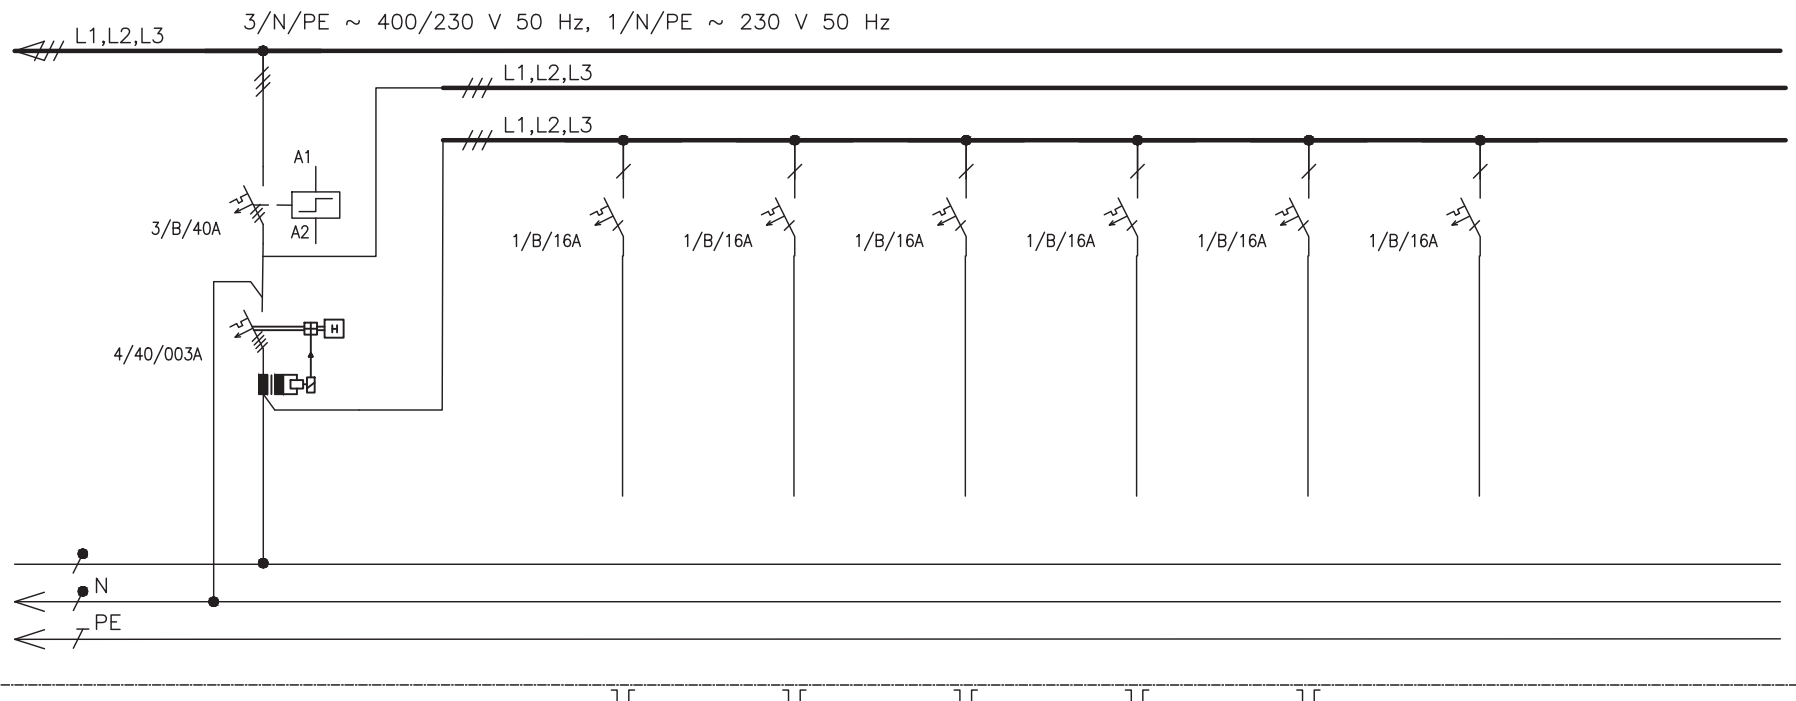 3/N/PE ~ 400/230 V 50 Hz, 1/N/PE ~ 230 V 50 Hz
L1,L2,L3
L1,L2,L3
L1,L2,L3
A1
3/B/40A
A2
1/B/16A
1/B/16A
1/B/16A
1/B/16A
1/B/16A
1/B/16A
H
4/40/003A
N
PE